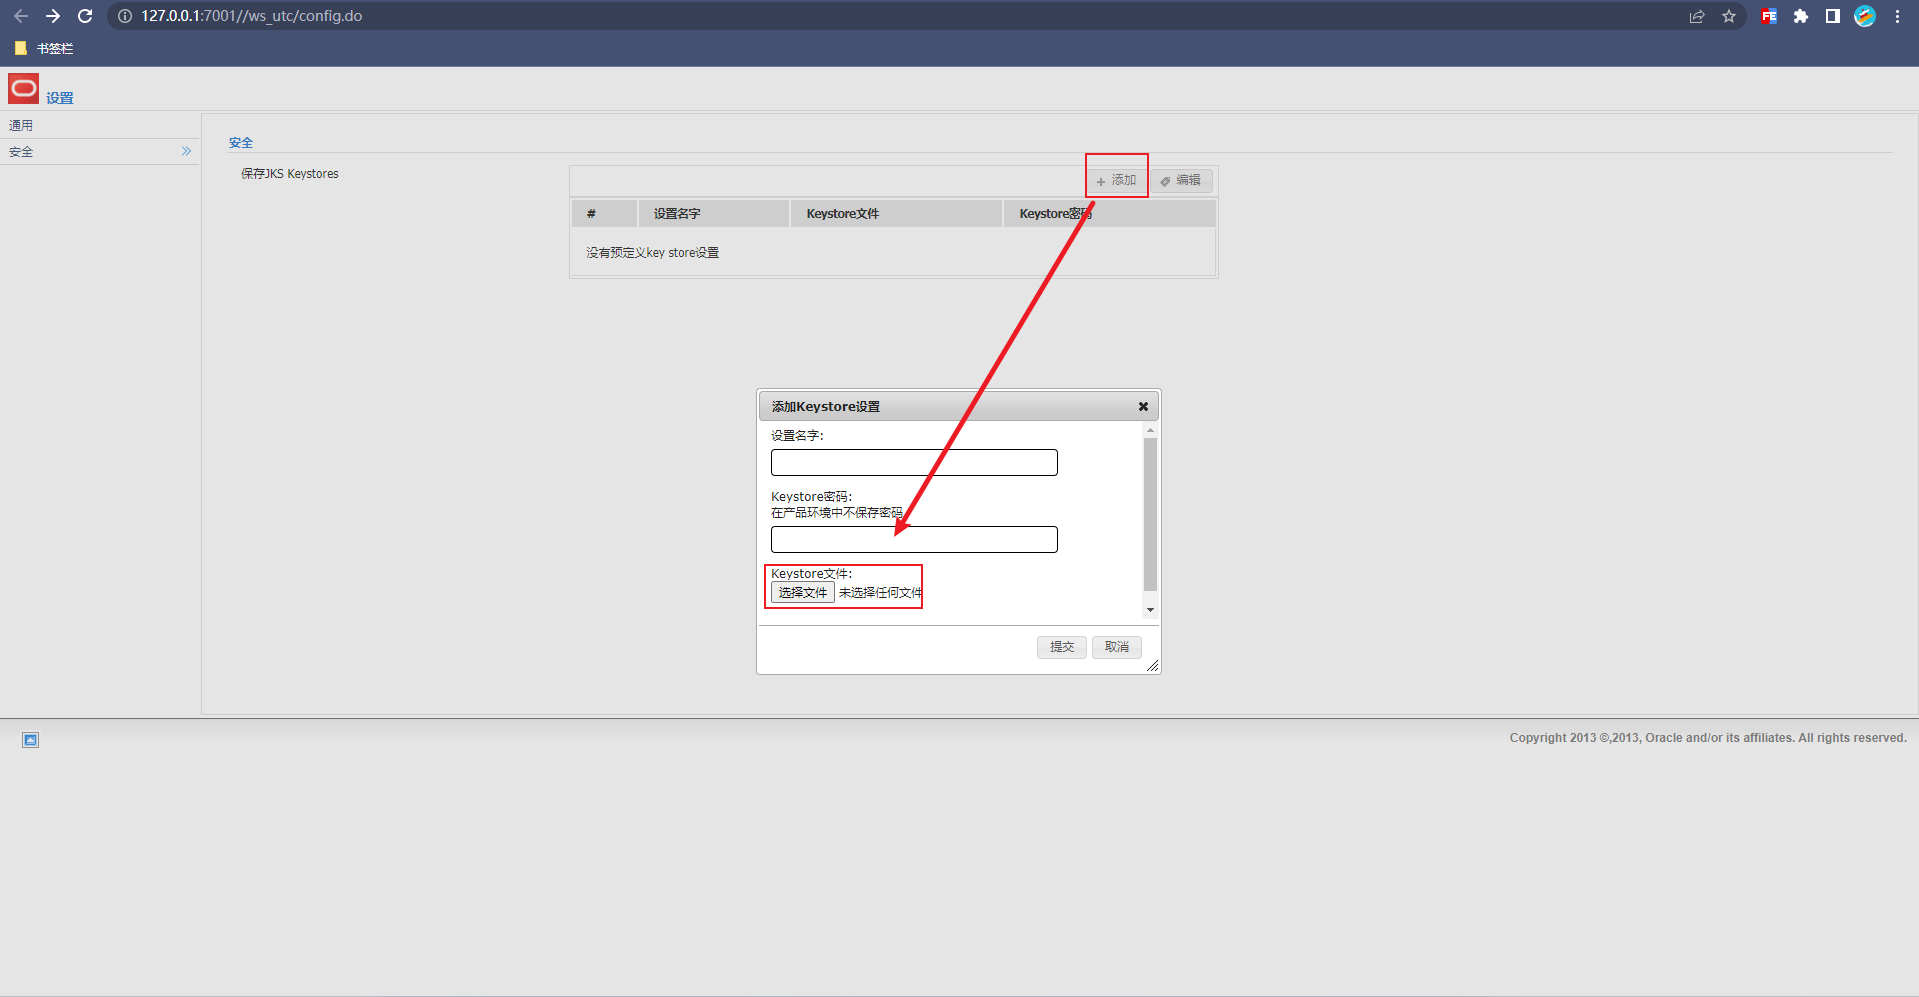 127.0.0.1:7001//ws_utc/config.do
FE
书签栏
设置
通用
安全
安全
保存JKS Keystores
添加
编辑
#
设置名字
Keystore文件
Keystore密码
没有预定义key store设置
添加Keystore设置
设置名字:
Keystore密码:
在产品环境中不保存密码
Keystore文件:
选择文件 未选择任何文件
提交
取消
Copyright 2013 ©,2013, Oracle and/or its affiliates. All rights reserved.